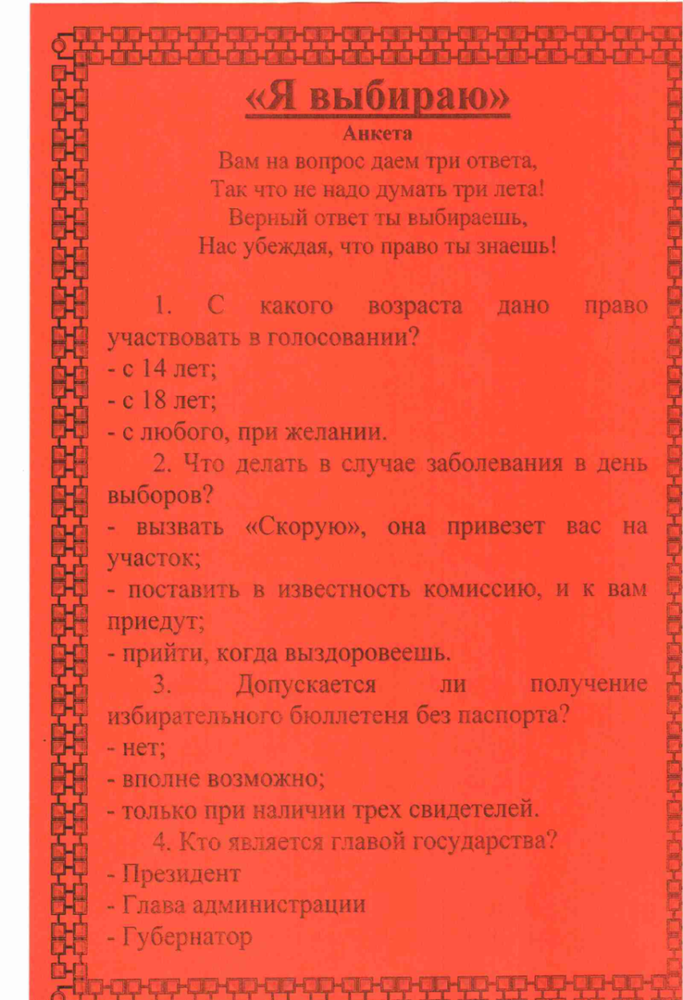 «Я выбираю»
Анкета
Вам на вопрос даем три ответа,
Так что не надо думать три лета!
Верный ответ ты выбираешь,
Нас убеждая, что право ты знаешь!
1. С какого возраста дано право
участвовать в голосовании?
- с 14 лет;
- с 18 лет;
- с любого, при желании.
2. Что делать в случае заболевания в день
выборов?
- вызвать «Скорую», она привезет вас на
участок;
- поставить в известность комиссию, и к вам
приедут;
- прийти, когда выздоровеешь.
3. Допускается ли получение
избирательного бюллетеня без паспорта?
- нет;
- вполне возможно;
- только при наличии трех свидетелей.
4. Кто является главой государства?
- Президент
- Глава администрации
- Губернатор